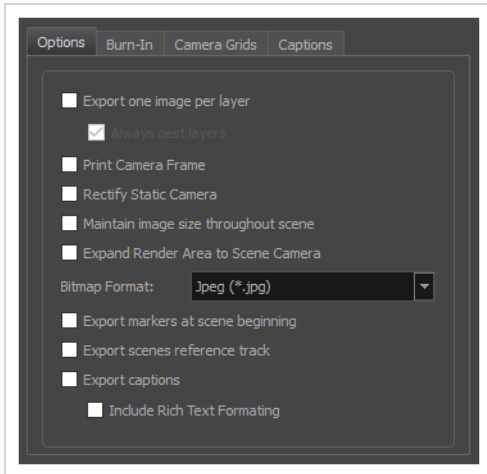 Options Burn-In Camera Grids Captions
Export one image per layer
Always nest layers
Print Camera Frame
Rectify Static Camera
Maintain image size throughout scene
Expand Render Area to Scene Camera
Bitmap Format: Jpeg (*.jpg)
Export markers at scene beginning
Export scenes reference track
Export captions
Include Rich Text Formating